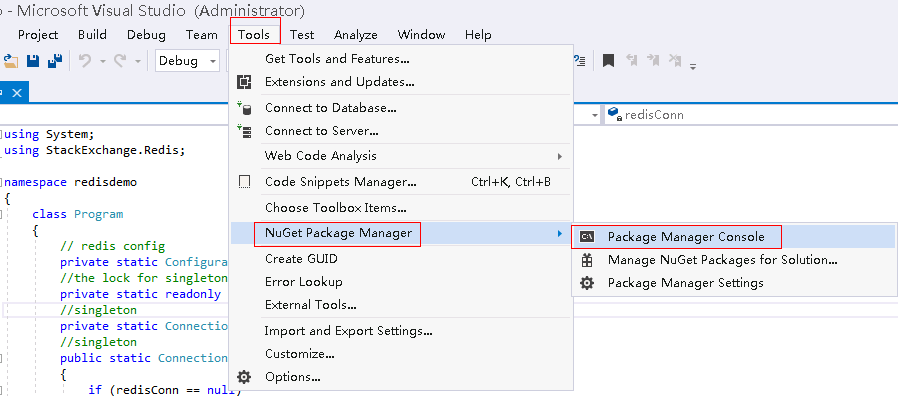 - Microsoft Visual Studio (Administrator)
Project Build Debug Team Tools Test Analyze Window Help
Debug
Get Tools and Features...
Extensions and Updates...
Connect to Database...
Connect to Server...
Web Code Analysis
Code Snippets Manager... Ctrl+K, Ctrl+B
Choose Toolbox Items...
NuGet Package Manager
Create GUID
Error Lookup
External Tools...
Import and Export Settings...
Customize...
Options...
Package Manager Console
Manage NuGet Packages for Solution...
Package Manager Settings
redisConn
using System;
using StackExchange.Redis;
namespace redisdemo
{
class Program
{
// redis config
private static Configura
//the lock for singleton
private static readonly
//singleton
private static Connection
//singleton
public static Connection
{
if (redisConn == null)